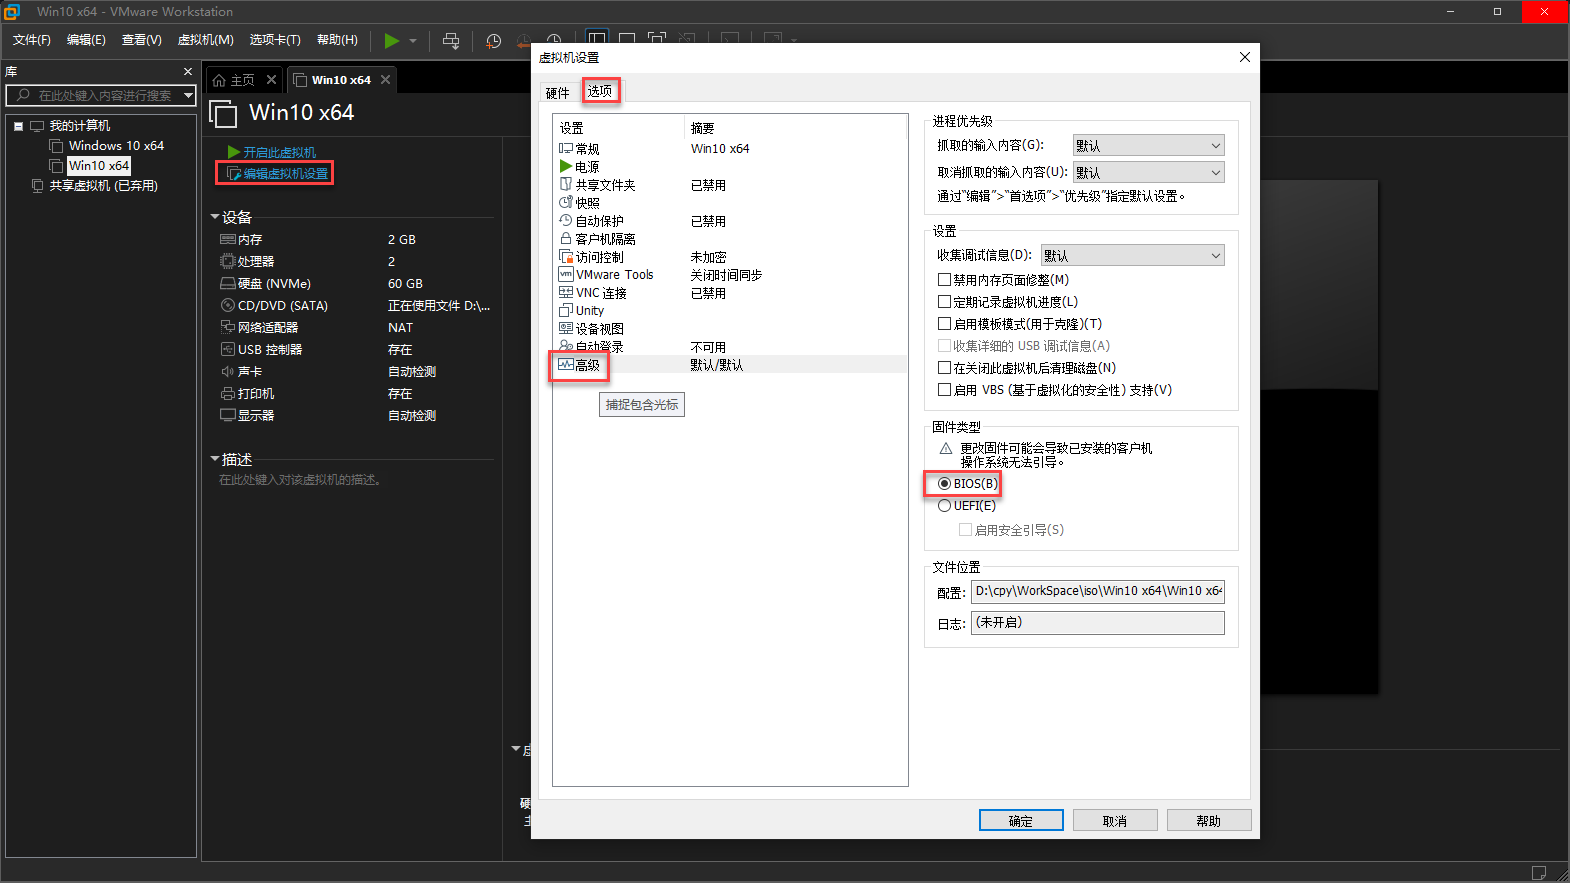 Win10 x64 - VMware Workstation
文件(F) 编辑(E) 查看(V) 虚拟机(M) 选项卡(T) 帮助(H)
库
在此处键入内容进行搜索
我的计算机
Windows 10 x64
Win10 x64
共享虚拟机 (已弃用)
主页
Win10 x64
Win10 x64
开启此虚拟机
编辑虚拟机设置
设备
内存 2 GB
处理器 2
硬盘 (NVMe) 60 GB
CD/DVD (SATA) 正在使用文件 D:\...
网络适配器 NAT
USB 控制器 存在
声卡 自动检测
打印机 存在
显示器 自动检测
描述
在此处键入对该虚拟机的描述。
虚拟机设置
硬件 选项
设置 摘要
常规 Win10 x64
电源
共享文件夹 已禁用
快照
自动保护 已禁用
客户机隔离
访问控制 未加密
vm VMware Tools 关闭时间同步
VNC 连接 已禁用
Unity
设备视图
自动登录 不可用
高级 默认/默认
捕捉包含光标
进程优先级
抓取的输入内容(G): 默认
取消抓取的输入内容(U): 默认
通过“编辑”>“首选项”>“优先级”指定默认设置。
设置
收集调试信息(D): 默认
禁用内存页面修整(M)
定期记录虚拟机进度(L)
启用模板模式(用于克隆)(T)
收集详细的 USB 调试信息(A)
在关闭此虚拟机后清理磁盘(N)
启用 VBS (基于虚拟化的安全性) 支持(V)
固件类型
更改固件可能会导致已安装的客户机
操作系统无法引导。
BIOS(B)
UEFI(E)
启用安全引导(S)
文件位置
配置: D:\cpy\WorkSpace\iso\Win10 x64\Win10 x64
日志: (未开启)
确定 取消 帮助